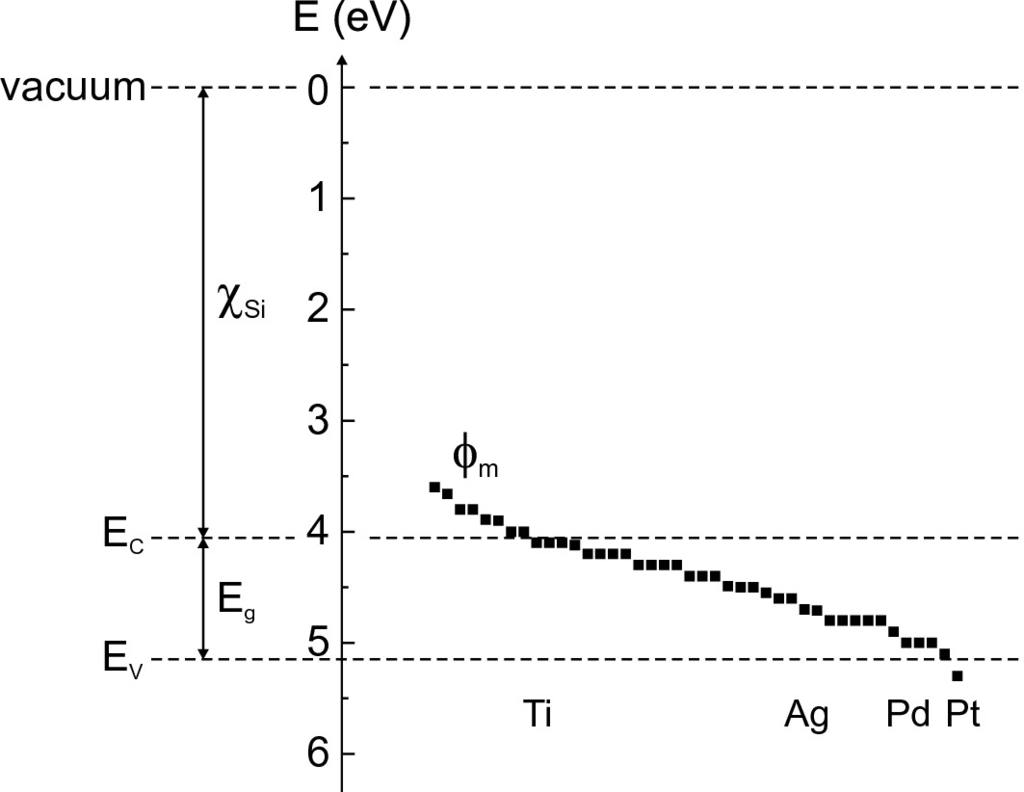 E (eV)
vacuum
0
1
χSi
2
3
ϕm
4
EC
Eg
5
EV
Ti Ag Pd Pt
6